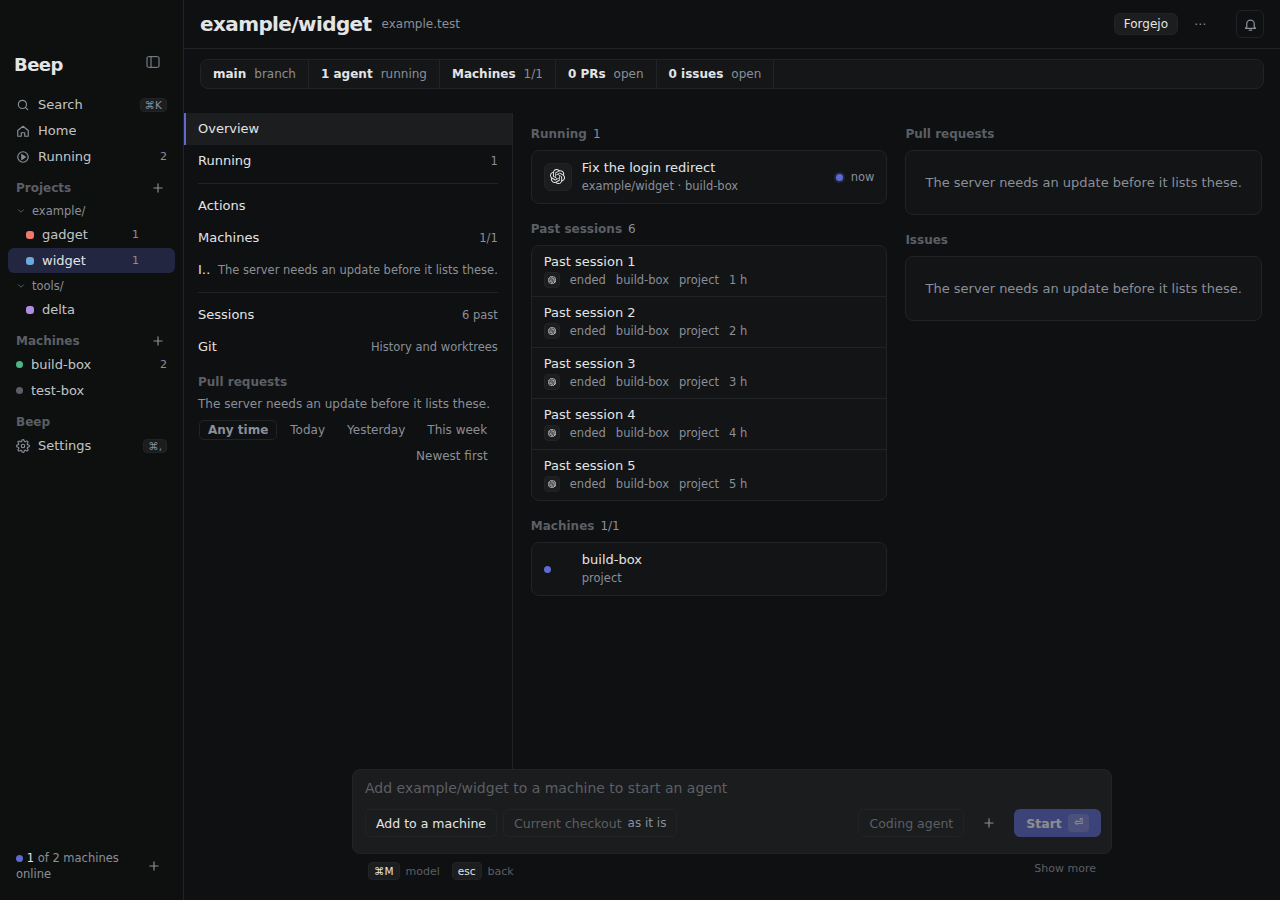 Beep
Search ⌘K
Home
Running 2
Projects
example/
gadget 1
widget 1
tools/
delta
Machines
build-box 2
test-box
Beep
Settings ⌘,
1 of 2 machines
online
example/widget example.test
Forgejo ···
main branch 1 agent running Machines 1/1 0 PRs open 0 issues open
Overview
Running 1
Actions
Machines 1/1
I.. The server needs an update before it lists these.
Sessions 6 past
Git History and worktrees
Pull requests
The server needs an update before it lists these.
Any time Today Yesterday This week
Newest first
Running 1
Fix the login redirect
example/widget · build-box now
Past sessions 6
Past session 1
ended build-box project 1 h
Past session 2
ended build-box project 2 h
Past session 3
ended build-box project 3 h
Past session 4
ended build-box project 4 h
Past session 5
ended build-box project 5 h
Machines 1/1
build-box
project
Pull requests
The server needs an update before it lists these.
Issues
The server needs an update before it lists these.
Add example/widget to a machine to start an agent
Add to a machine Current checkout as it is Coding agent Start ⏎
⌘M model esc back Show more